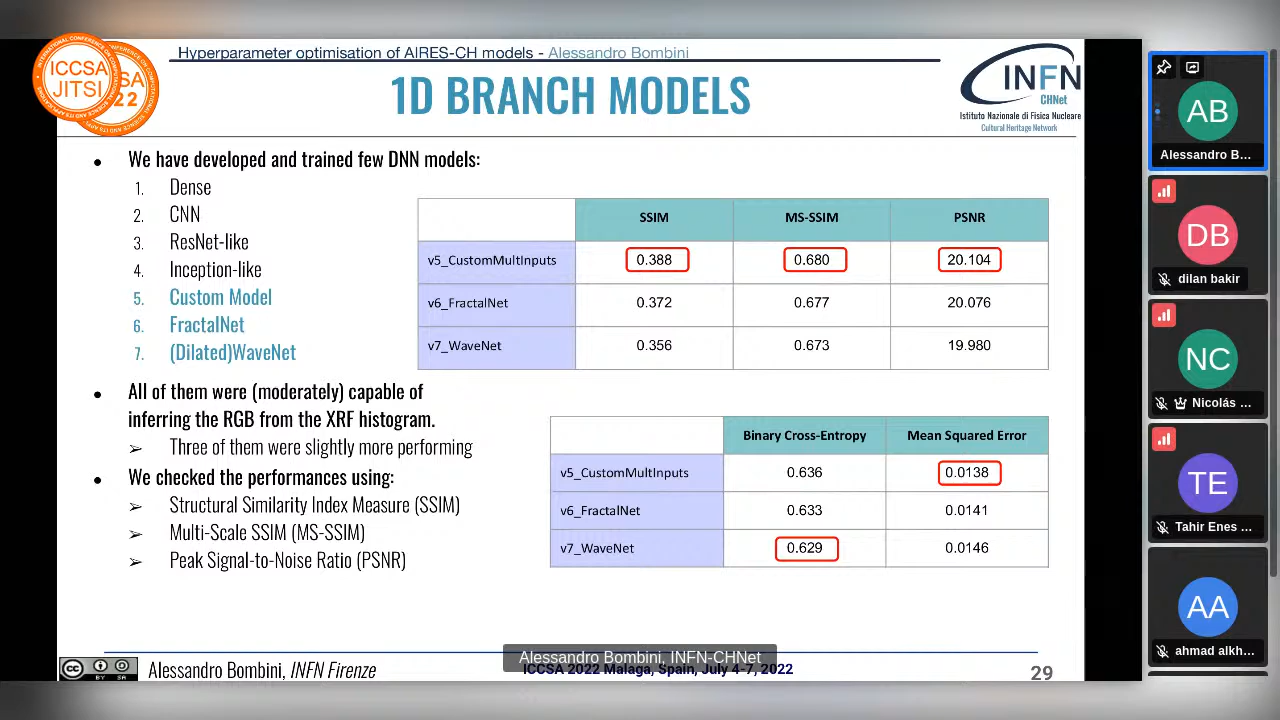 Hyperparameter optimisation of AIRES-CH models - Alessandro Bombini
ICCSA
JITSI
INFN
CHNet
Istituto Nazionale di Fisica Nucleare
Cultural Heritage Network
1D BRANCH MODELS
• We have developed and trained few DNN models:
1. Dense
2. CNN
3. ResNet-like
4. Inception-like
5. Custom Model
6. FractalNet
7. (Dilated)WaveNet
SSIM MS-SSIM PSNR
v5_CustomMultInputs 0.388 0.680 20.104
v6_FractalNet 0.372 0.677 20.076
v7_WaveNet 0.356 0.673 19.980
• All of them were (moderately) capable of
inferring the RGB from the XRF histogram.
➢ Three of them were slightly more performing
• We checked the performances using:
➢ Structural Similarity Index Measure (SSIM)
➢ Multi-Scale SSIM (MS-SSIM)
➢ Peak Signal-to-Noise Ratio (PSNR)
Binary Cross-Entropy Mean Squared Error
v5_CustomMultInputs 0.636 0.0138
v6_FractalNet 0.633 0.0141
v7_WaveNet 0.629 0.0146
Alessandro Bombini, INFN Firenze
Alessandro Bombini, INFN-CHNet
ICCSA 2022 Malaga, Spain, July 4-7, 2022
29
CC BY SA
AB
Alessandro B...
DB
dilan bakir
NC
Nicolás ...
TE
Tahir Enes ...
AA
ahmad alkh...